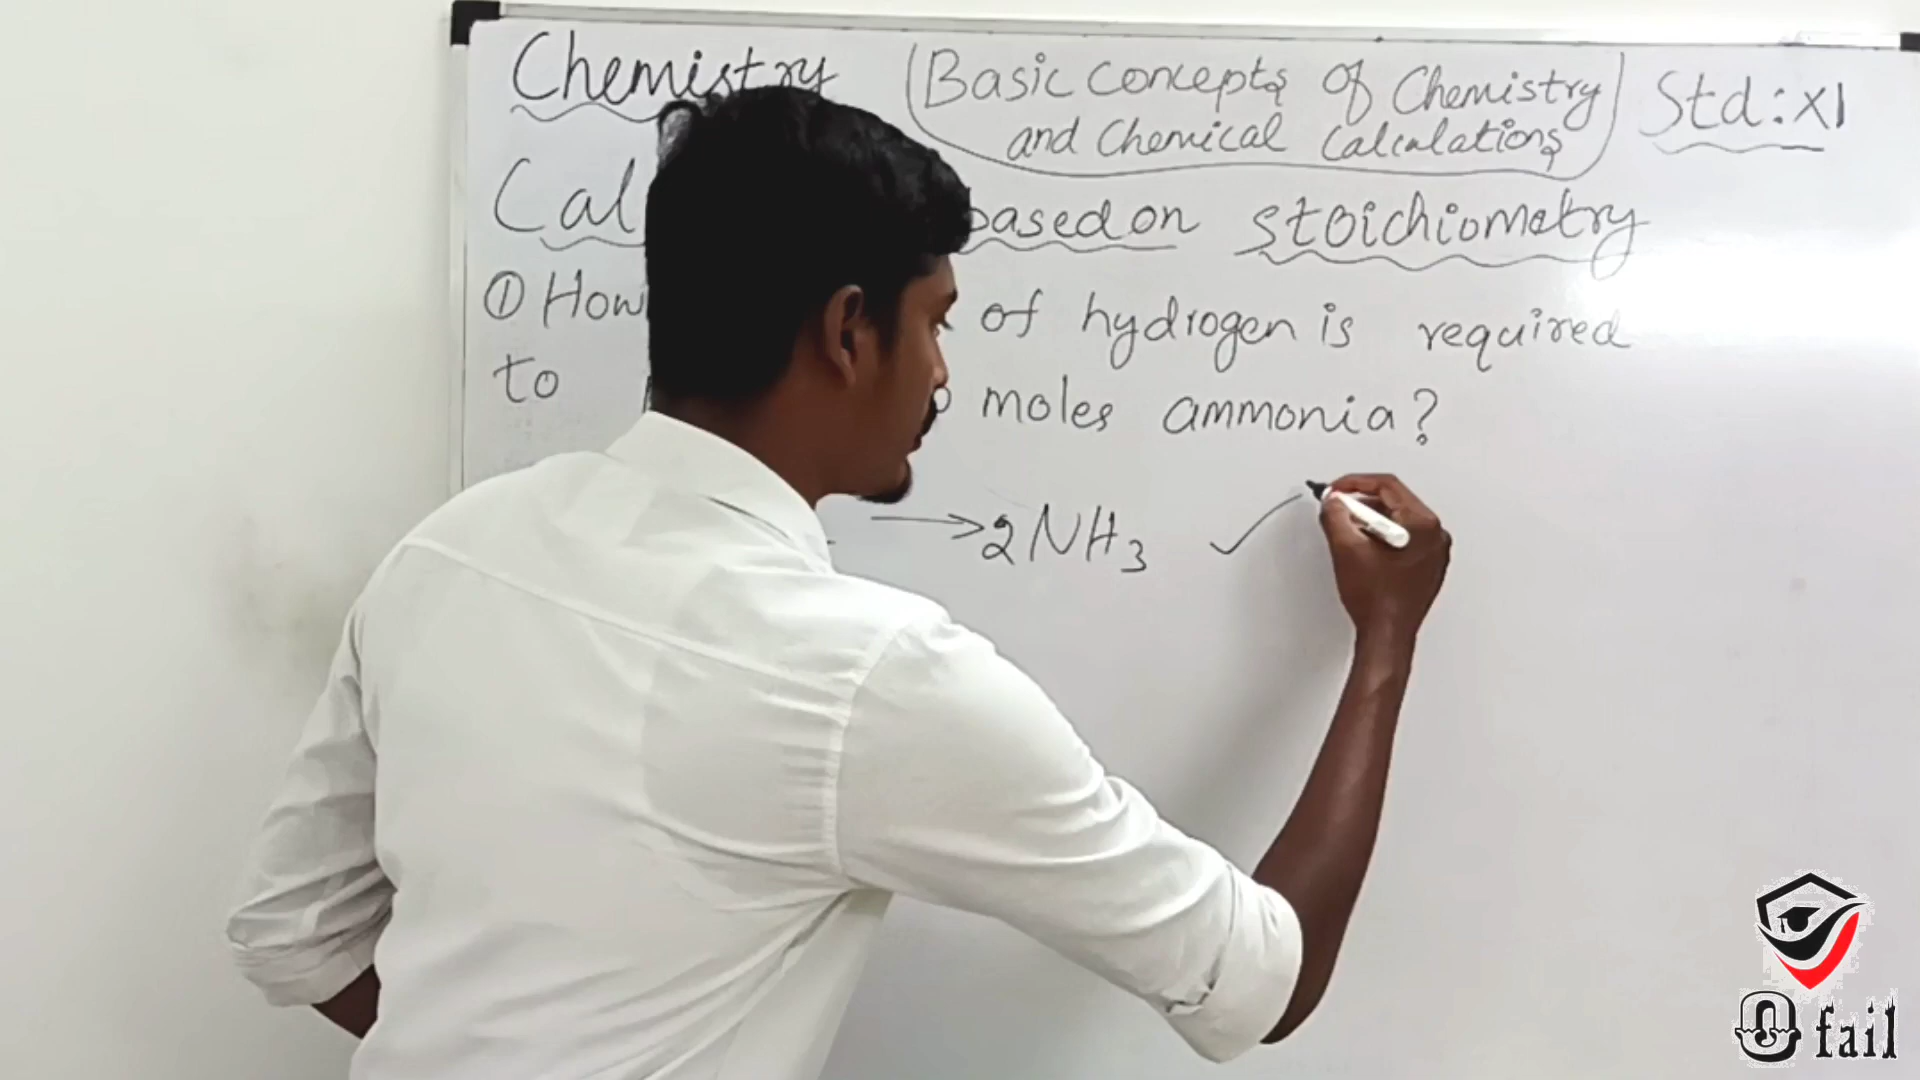 Chemistry (Basic concepts of Chemistry Std: XI
and Chemical Calculations)
Cal based on stoichiometry
① How of hydrogen is required
to moles ammonia?
→ 2NH₃ ✓
0 fail